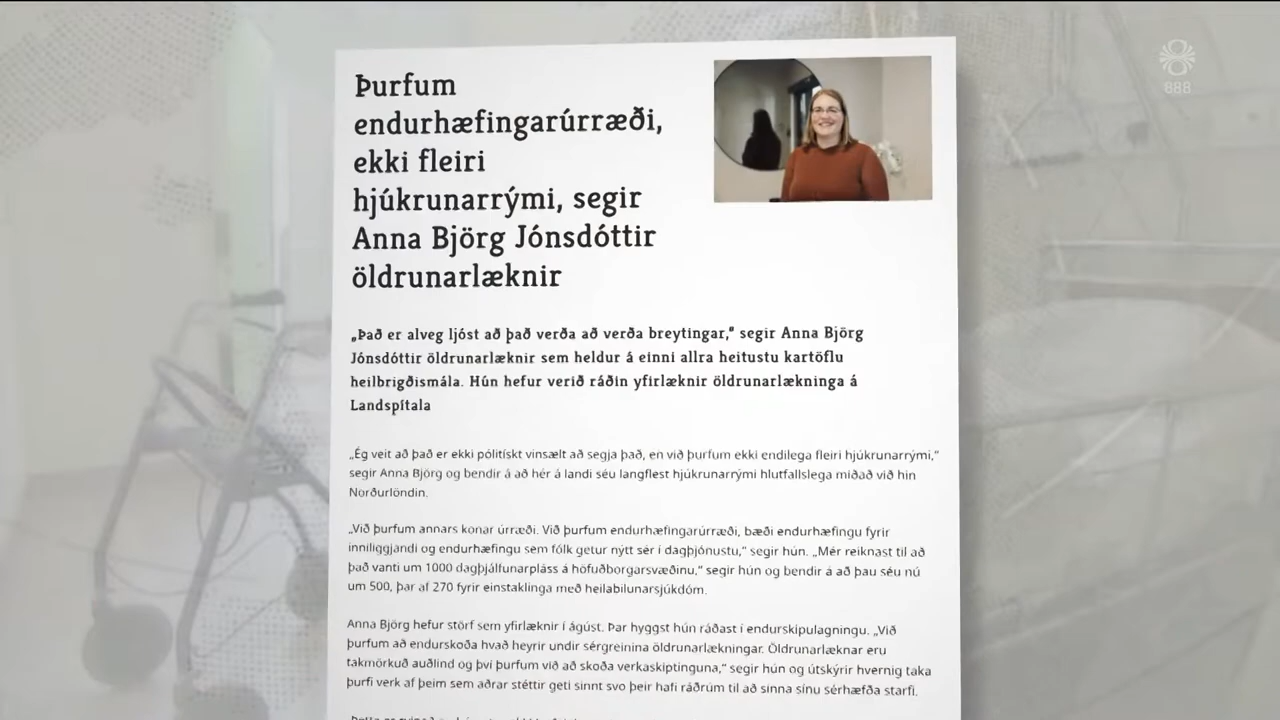 Þurfum
endurhæfingarúrræði,
ekki fleiri
hjúkrunarrými, segir
Anna Björg Jónsdóttir
öldrunarlæknir
„Það er alveg ljóst að það verða að verða breytingar,“ segir Anna Björg
Jónsdóttir öldrunarlæknir sem heldur á einni allra heitustu kartöflu
heilbrigðismála. Hún hefur verið ráðin yfirlæknir öldrunarlækninga á
Landspítala
„Ég veit að það er ekki pólitískt vinsælt að segja það, en við þurfum ekki endilega fleiri hjúkrunarrými,“
segir Anna Björg og bendir á að hér á landi séu langflest hjúkrunarrými hlutfallslega miðað við hin
Norðurlöndin.
„Við þurfum annars konar úrræði. Við þurfum endurhæfingarúrræði, bæði endurhæfingu fyrir
inniliggjandi og endurhæfingu sem fólk getur nýtt sér í dagþjónustu,“ segir hún. „Mér reiknast til að
það vanti um 1000 dagþjálfunarpláss á höfuðborgarsvæðinu,“ segir hún og bendir á að þau séu nú
um 500, þar af 270 fyrir einstaklinga með heilabilunarsjúkdóm.
Anna Björg hefur störf sem yfirlæknir í ágúst. Þar hyggst hún ráðast í endurskipulagningu. „Við
þurfum að endurskoða hvað heyrir undir sérgreinina öldrunarlækningar. Öldrunarlæknar eru
takmörkuð auðlind og því þurfum við að skoða verkaskiptinguna,“ segir hún og útskýrir hvernig taka
þurfi verk af þeim sem aðrar stéttir geti sinnt svo þeir hafi ráðrúm til að sinna sínu sérhæfða starfi.
888